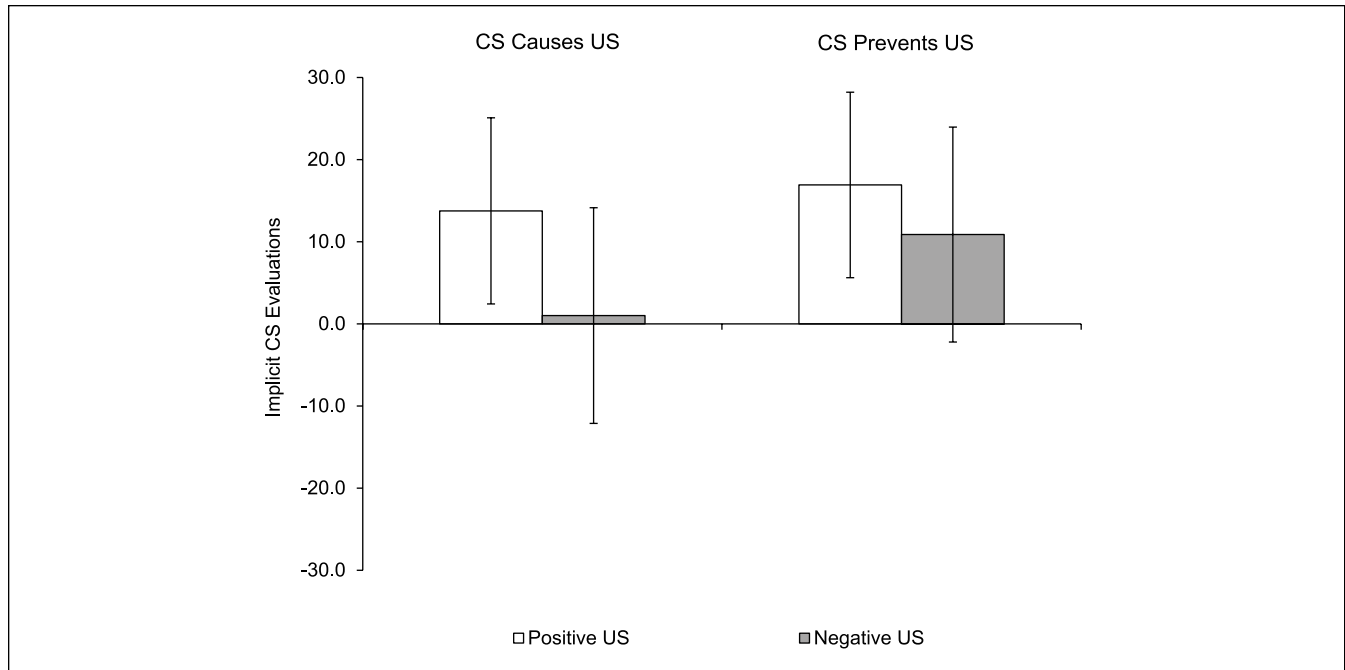 CS Causes US
CS Prevents US
30.0
20.0
10.0
0.0
-10.0
-20.0
-30.0
Implicit CS Evaluations
Positive US
Negative US